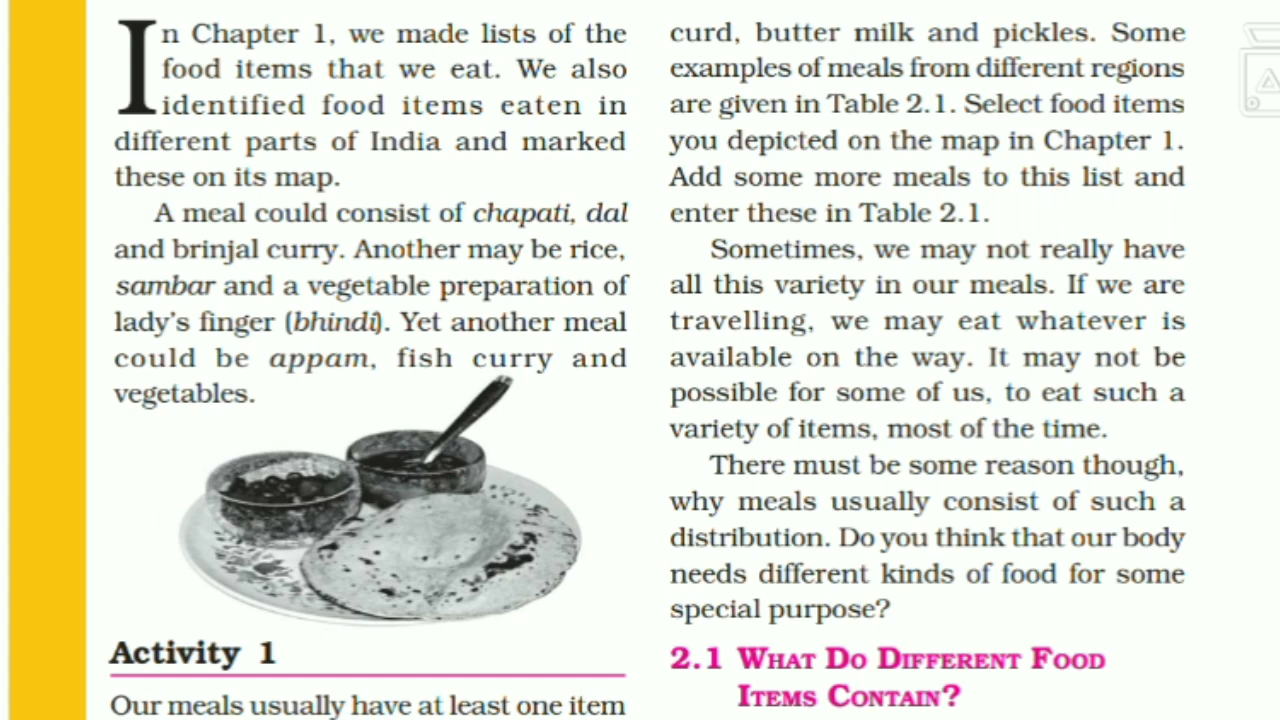 In Chapter 1, we made lists of the
food items that we eat. We also
identified food items eaten in
different parts of India and marked
these on its map.
A meal could consist of chapati, dal
and brinjal curry. Another may be rice,
sambar and a vegetable preparation of
lady's finger (bhindi). Yet another meal
could be appam, fish curry and
vegetables.
Activity 1
Our meals usually have at least one item
curd, butter milk and pickles. Some
examples of meals from different regions
are given in Table 2.1. Select food items
you depicted on the map in Chapter 1.
Add some more meals to this list and
enter these in Table 2.1.
Sometimes, we may not really have
all this variety in our meals. If we are
travelling, we may eat whatever is
available on the way. It may not be
possible for some of us, to eat such a
variety of items, most of the time.
There must be some reason though,
why meals usually consist of such a
distribution. Do you think that our body
needs different kinds of food for some
special purpose?
2.1 What Do Different Food
Items Contain?